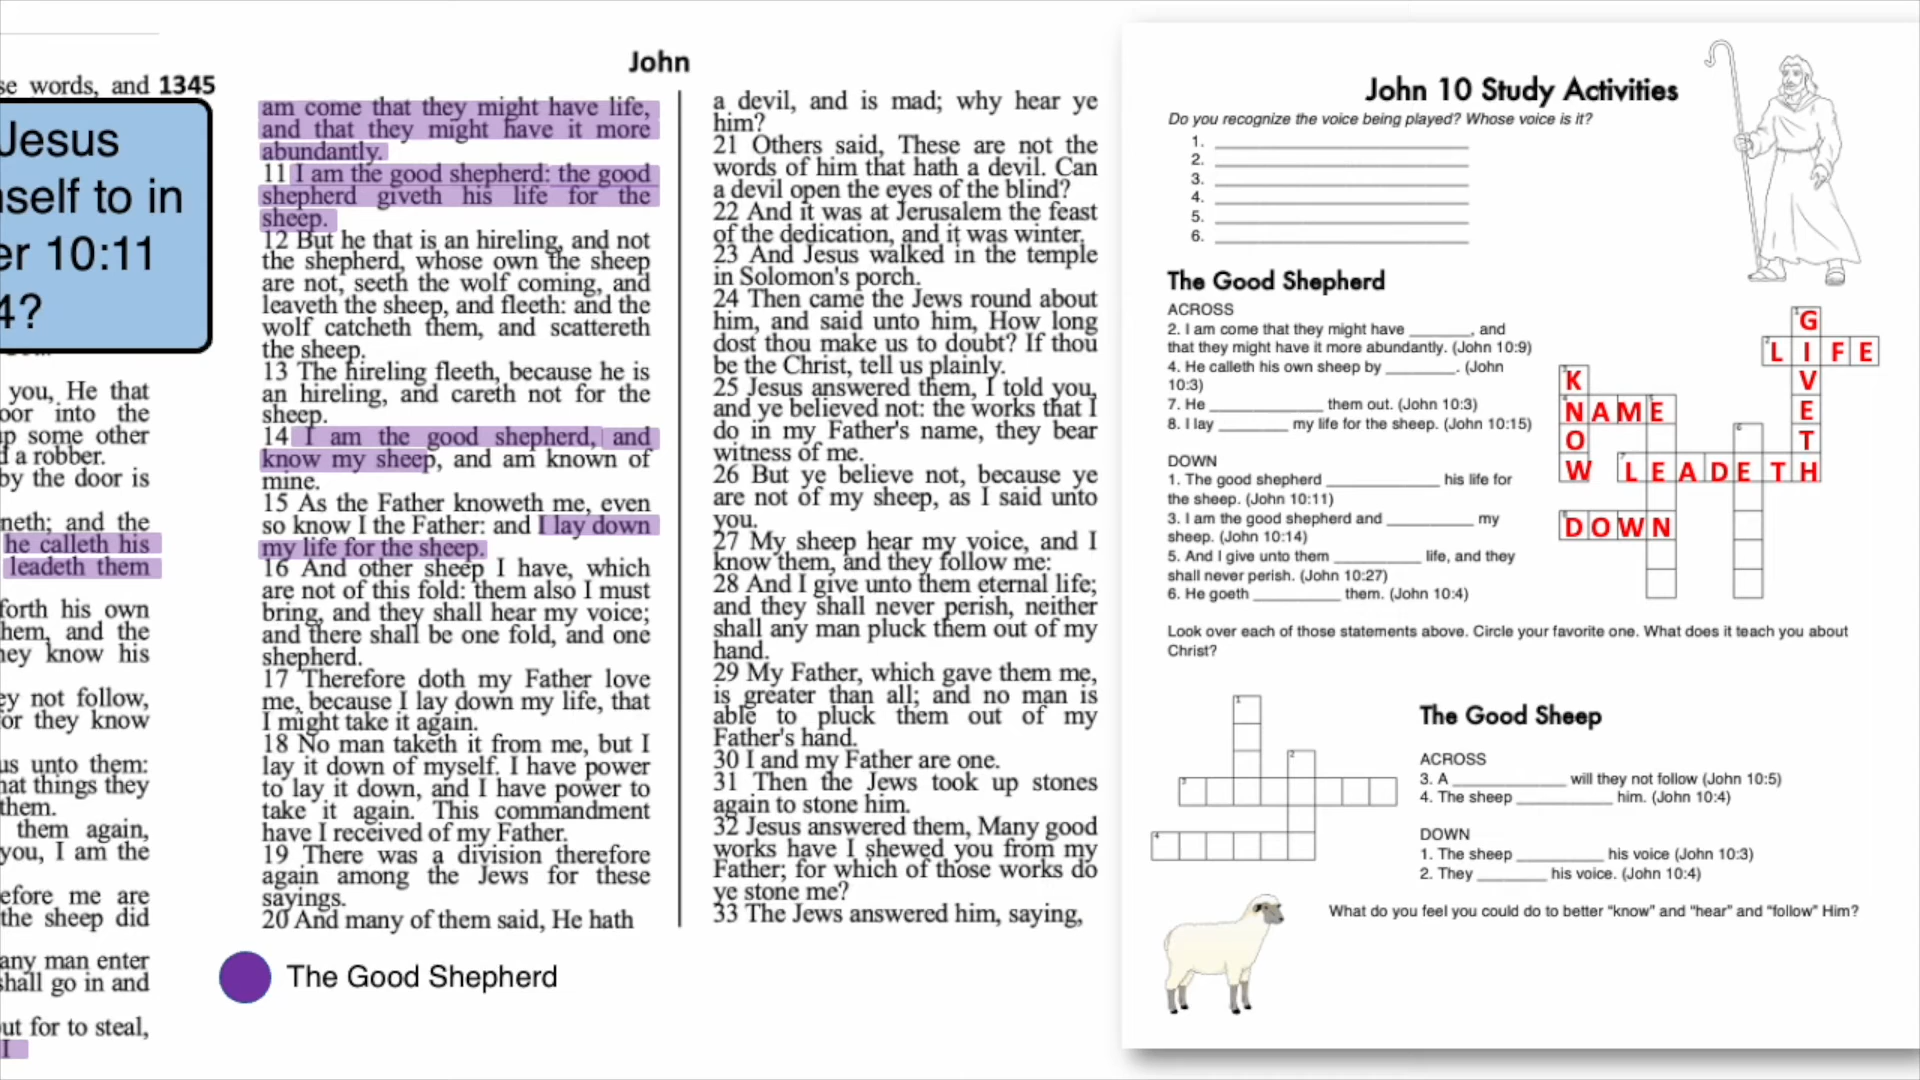 John
se words, and 1345
Jesus
self to in
er 10:11
4?
you, He that
oor into the
up some other
d a robber.
by the door is
neth; and the
he calleth his
leadeth them
forth his own
hem, and the
hey know his
ey not follow,
or they know
us unto them:
hat things they
them.
them again,
you, I am the
efore me are
the sheep did
any man enter
shall go in and
out for to steal,
I
am come that they might have life,
and that they might have it more
abundantly.
11 I am the good shepherd: the good
shepherd giveth his life for the
sheep.
12 But he that is an hireling, and not
the shepherd, whose own the sheep
are not, seeth the wolf coming, and
leaveth the sheep, and fleeth: and the
wolf catcheth them, and scattereth
the sheep.
13 The hireling fleeth, because he is
an hireling, and careth not for the
sheep.
14 I am the good shepherd, and
know my sheep, and am known of
mine.
15 As the Father knoweth me, even
so know I the Father: and I lay down
my life for the sheep.
16 And other sheep I have, which
are not of this fold: them also I must
bring, and they shall hear my voice;
and there shall be one fold, and one
shepherd.
17 Therefore doth my Father love
me, because I lay down my life, that
I might take it again.
18 No man taketh it from me, but I
lay it down of myself. I have power
to lay it down, and I have power to
take it again. This commandment
have I received of my Father.
19 There was a division therefore
again among the Jews for these
sayings.
20 And many of them said, He hath
a devil, and is mad; why hear ye
him?
21 Others said, These are not the
words of him that hath a devil. Can
a devil open the eyes of the blind?
22 And it was at Jerusalem the feast
of the dedication, and it was winter.
23 And Jesus walked in the temple
in Solomon's porch.
24 Then came the Jews round about
him, and said unto him, How long
dost thou make us to doubt? If thou
be the Christ, tell us plainly.
25 Jesus answered them, I told you,
and ye believed not: the works that I
do in my Father's name, they bear
witness of me.
26 But ye believe not, because ye
are not of my sheep, as I said unto
you.
27 My sheep hear my voice, and I
know them, and they follow me:
28 And I give unto them eternal life;
and they shall never perish, neither
shall any man pluck them out of my
hand.
29 My Father, which gave them me,
is greater than all; and no man is
able to pluck them out of my
Father's hand.
30 I and my Father are one.
31 Then the Jews took up stones
again to stone him.
32 Jesus answered them, Many good
works have I shewed you from my
Father; for which of those works do
ye stone me?
33 The Jews answered him, saying,
The Good Shepherd
John 10 Study Activities
Do you recognize the voice being played? Whose voice is it?
1. ____________
2. ____________
3. ____________
4. ____________
5. ____________
6. ____________
The Good Shepherd
ACROSS
2. I am come that they might have _______, and
that they might have it more abundantly. (John 10:9)
4. He calleth his own sheep by ________. (John
10:3)
7. He _____________ them out. (John 10:3)
8. I lay ________ my life for the sheep. (John 10:15)
DOWN
1. The good shepherd _____________ his life for
the sheep. (John 10:11)
3. I am the good shepherd and __________ my
sheep. (John 10:14)
5. And I give unto them __________ life, and they
shall never perish. (John 10:27)
6. He goeth __________ them. (John 10:4)
1 G
2 L I F E
3 K V
4 N A M E 5 E
O 6 T
W 7 L E A D E T H
8 D O W N
Look over each of those statements above. Circle your favorite one. What does it teach you about
Christ?
1
2
3
4
The Good Sheep
ACROSS
3. A _____________ will they not follow (John 10:5)
4. The sheep ___________ him. (John 10:4)
DOWN
1. The sheep __________ his voice (John 10:3)
2. They ________ his voice. (John 10:4)
What do you feel you could do to better “know” and “hear” and “follow” Him?